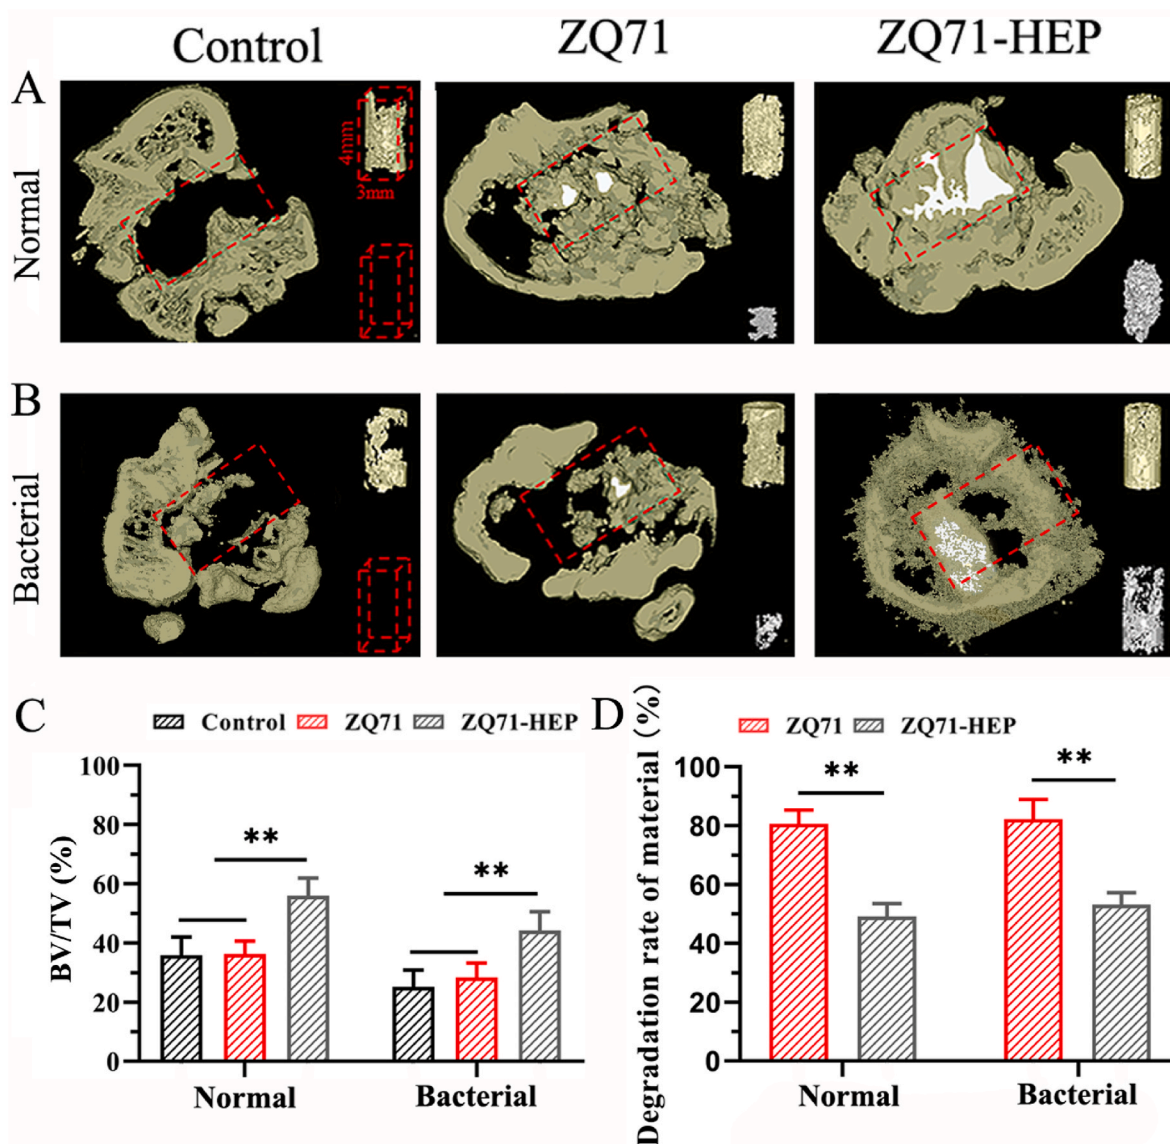 Control ZQ71 ZQ71-HEP
A
Normal
4mm
3mm
B
Bacterial
C
Control ZQ71 ZQ71-HEP
BV/TV (%)
100
80
60
40
20
0
**
**
Normal Bacterial
D
ZQ71 ZQ71-HEP
Degradation rate of material (%)
100
80
60
40
20
0
**
**
Normal Bacterial